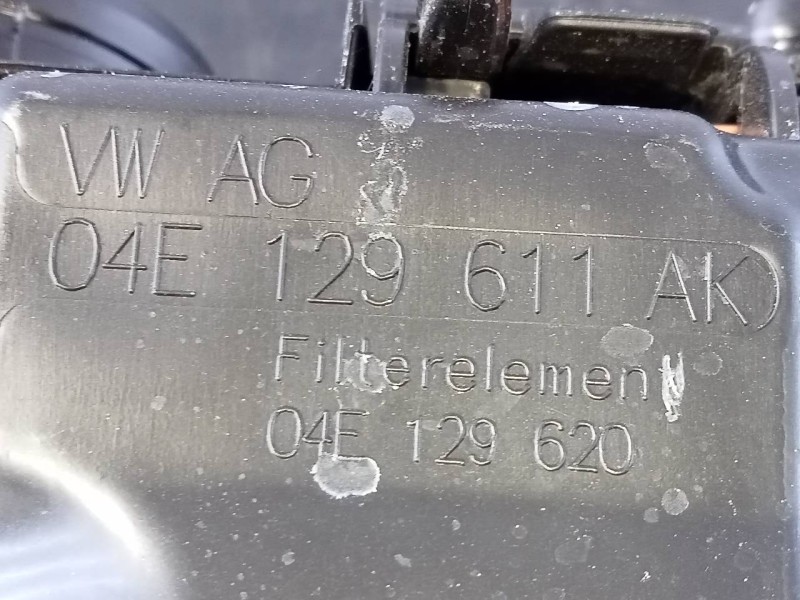 VW AG
04E 129 611 AK
Filterelement
04E 129 620